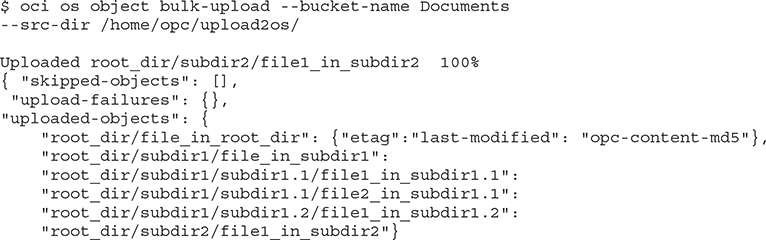 $ oci os object bulk-upload --bucket-name Documents
--src-dir /home/opc/upload2os/
Uploaded root_dir/subdir2/file1_in_subdir2  100%
{ "skipped-objects": [],
"upload-failures": {},
"uploaded-objects": {
"root_dir/file_in_root_dir": {"etag":"last-modified": "opc-content-md5"},
"root_dir/subdir1/file_in_subdir1":
"root_dir/subdir1/subdir1.1/file1_in_subdir1.1":
"root_dir/subdir1/subdir1.1/file2_in_subdir1.1":
"root_dir/subdir1/subdir1.2/file1_in_subdir1.2":
"root_dir/subdir2/file1_in_subdir2"}